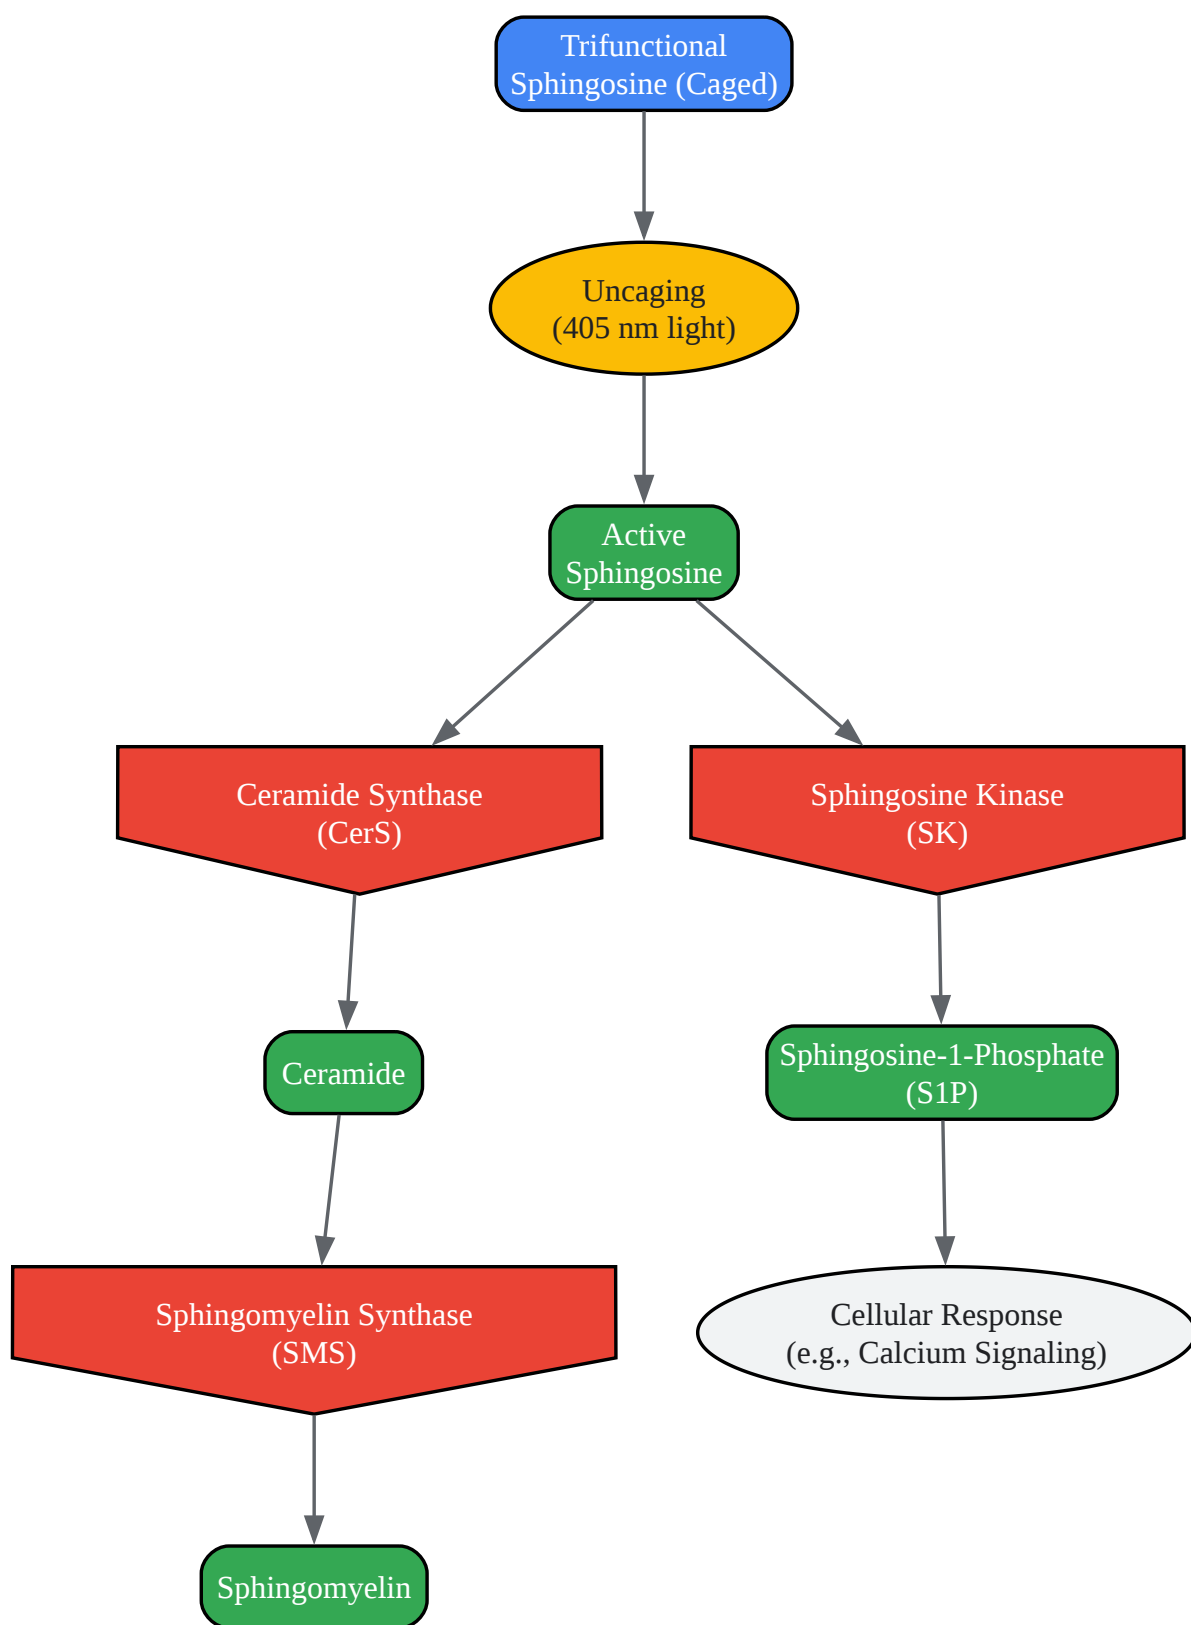 Trifunctional
Sphingosine (Caged)
Uncaging
(405 nm light)
Active
Sphingosine
Ceramide Synthase
(CerS)
Sphingosine Kinase
(SK)
Ceramide
Sphingosine-1-Phosphate
(S1P)
Sphingomyelin Synthase
(SMS)
Cellular Response
(e.g., Calcium Signaling)
Sphingomyelin